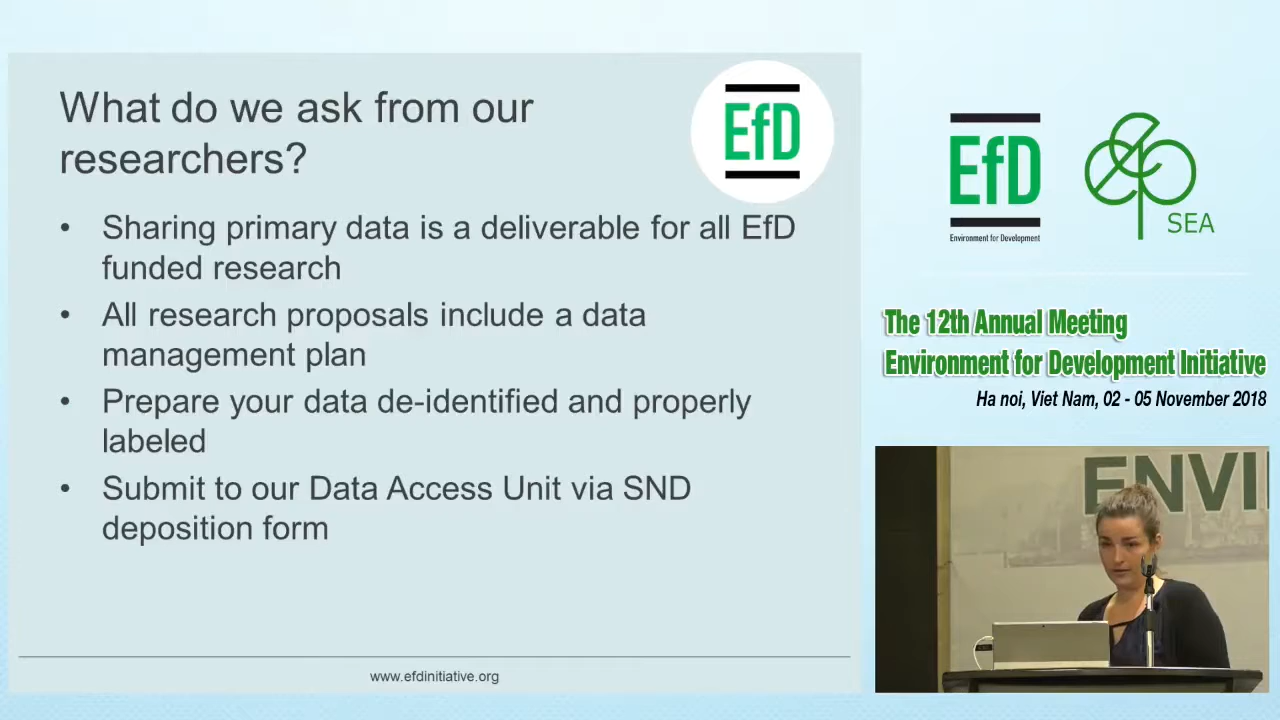 What do we ask from our
researchers?
EfD
• Sharing primary data is a deliverable for all EfD
funded research
• All research proposals include a data
management plan
• Prepare your data de-identified and properly
labeled
• Submit to our Data Access Unit via SND
deposition form
www.efdinitiative.org
EfD
Environment for Development
SEA
The 12th Annual Meeting
Environment for Development Initiative
Ha noi, Viet Nam, 02 - 05 November 2018
ENVI